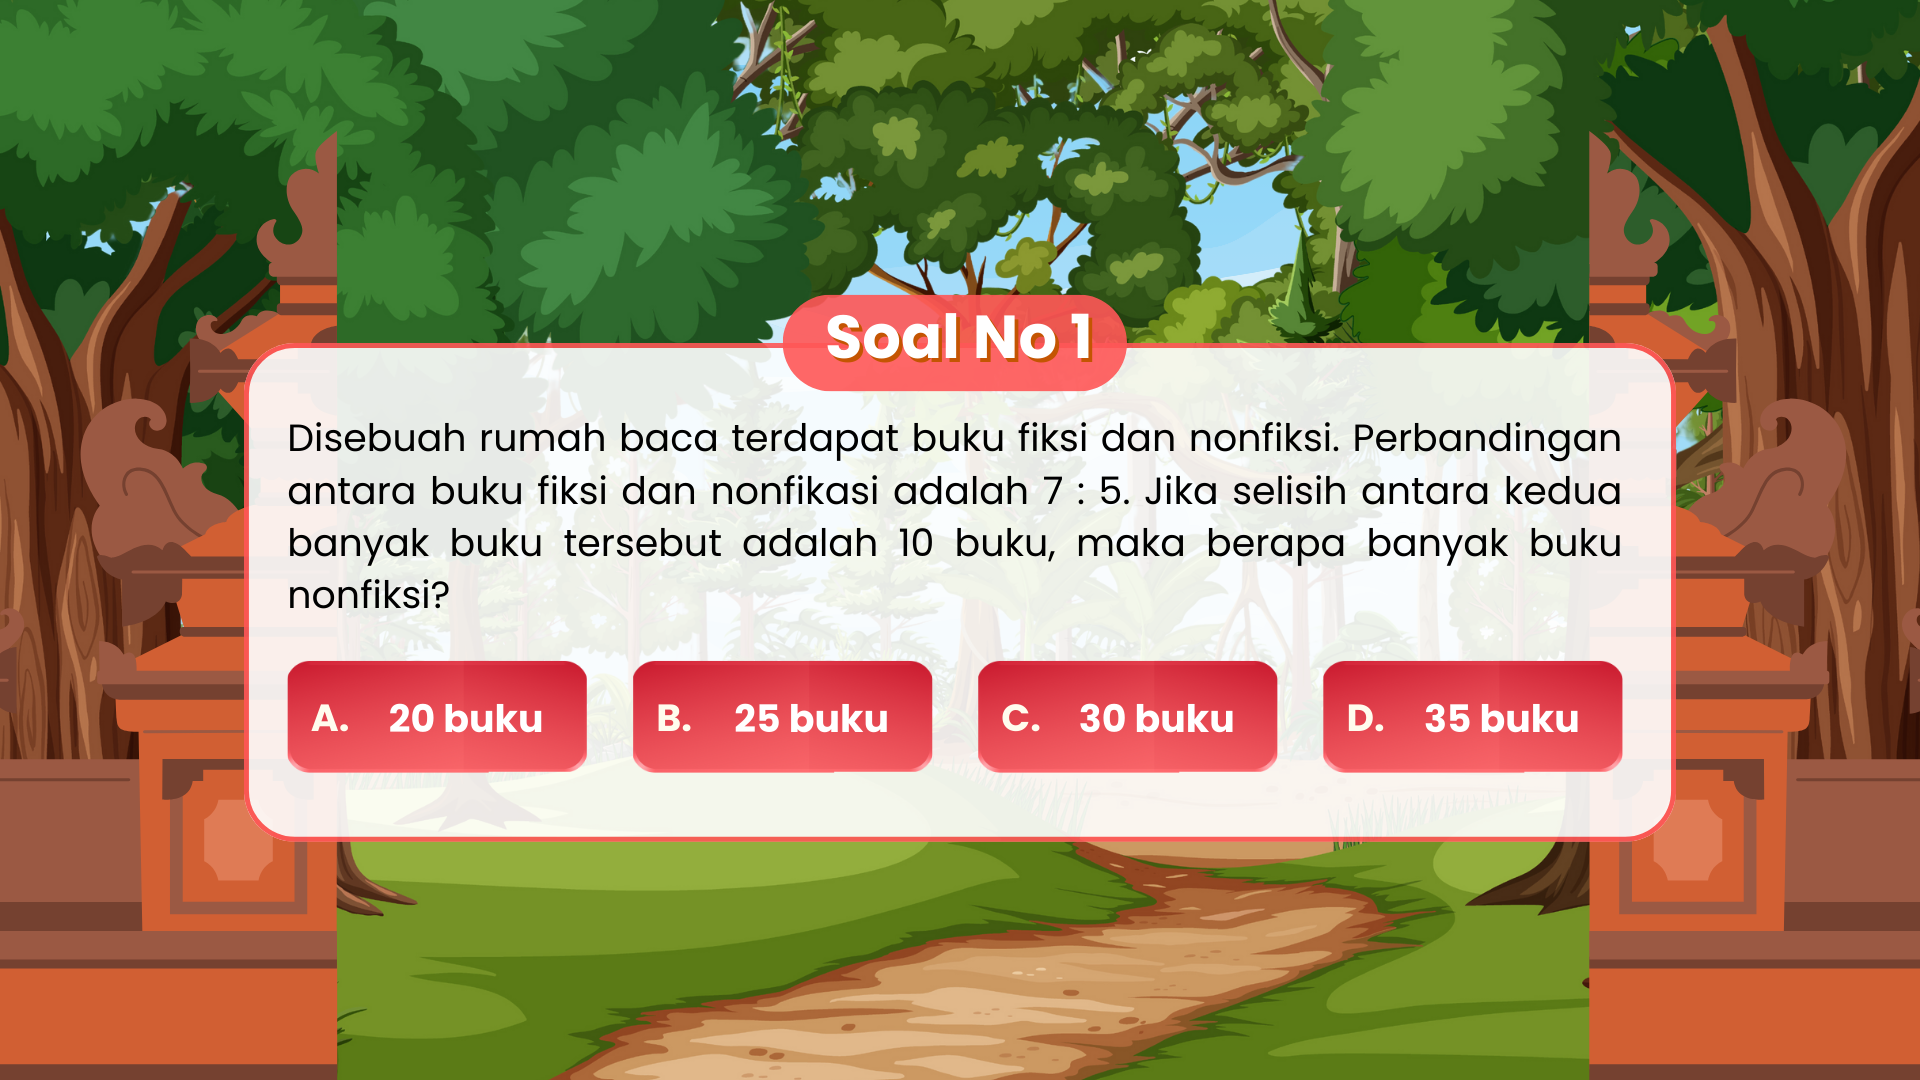 Soal No 1
Disebuah rumah baca terdapat buku fiksi dan nonfiksi. Perbandingan
antara buku fiksi dan nonfikasi adalah 7 : 5. Jika selisih antara kedua
banyak buku tersebut adalah 10 buku, maka berapa banyak buku
nonfiksi?
A. 20 buku
B. 25 buku
C. 30 buku
D. 35 buku